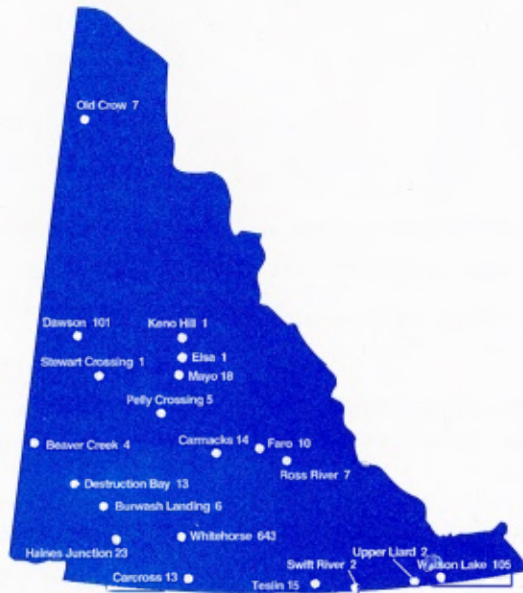 Old Crow 7
Dawson 101
Keno Hill 1
Elsa 1
Stewart Crossing 1
Mayo 18
Pelly Crossing 5
Beaver Creek 4
Carmacks 14
Faro 10
Ross River 7
Destruction Bay 13
Burwash Landing 6
Whitehorse 643
Haines Junction 23
Upper Liard 2
Swift River 2
Watson Lake 105
Carcross 13
Teslin 15